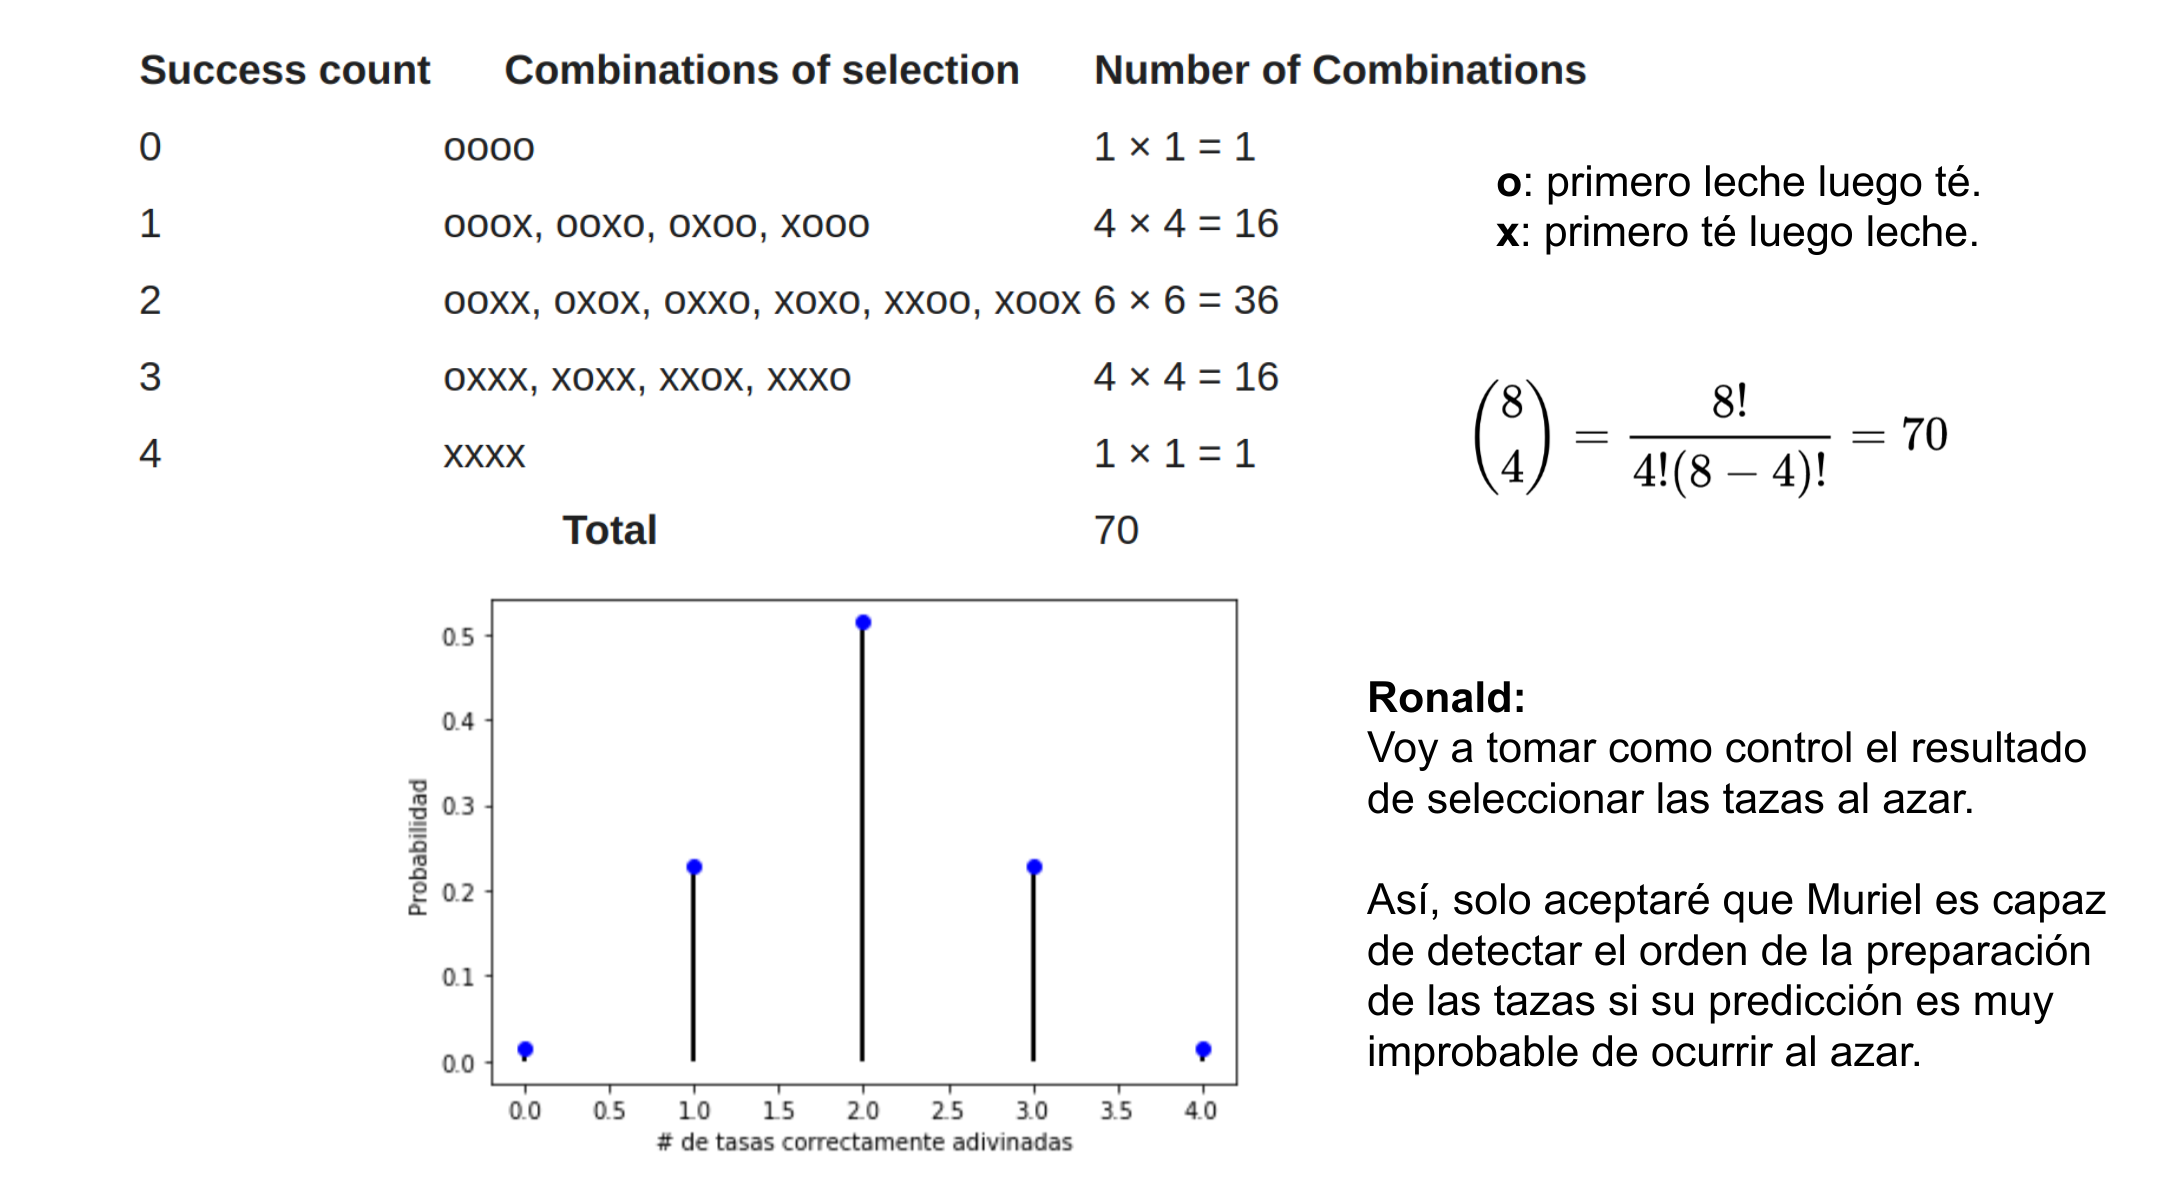 Success count Combinations of selection Number of Combinations
0 oooo 1 × 1 = 1
1 ooox, ooxo, oxoo, xooo 4 × 4 = 16
2 ooxx, oxox, oxxo, xoxo, xxoo, xoox 6 × 6 = 36
3 oxxx, xoxx, xxox, xxxo 4 × 4 = 16
4 xxxx 1 × 1 = 1
Total 70
o: primero leche luego té.
x: primero té luego leche.
(8 4) = 8! / 4!(8 − 4)! = 70
Probabilidad
0.5
0.4
0.3
0.2
0.1
0.0
0.0 0.5 1.0 1.5 2.0 2.5 3.0 3.5 4.0
# de tasas correctamente adivinadas
Ronald:
Voy a tomar como control el resultado
de seleccionar las tazas al azar.
Así, solo aceptaré que Muriel es capaz
de detectar el orden de la preparación
de las tazas si su predicción es muy
improbable de ocurrir al azar.